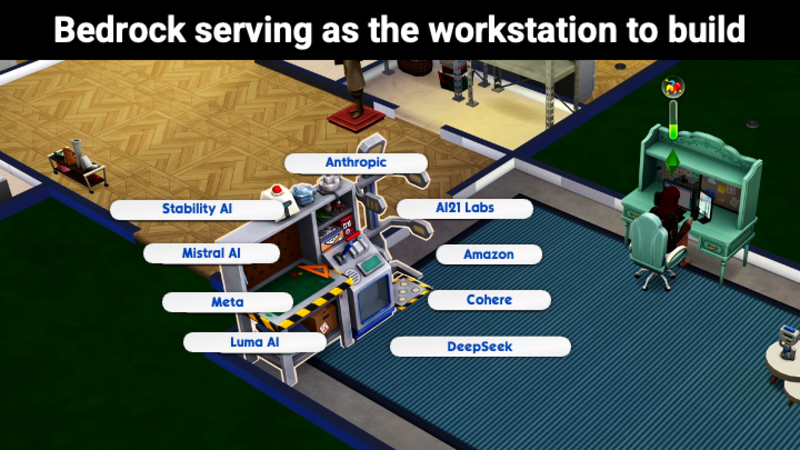 Bedrock serving as the workstation to build
Anthropic
Stability AI
AI21 Labs
Mistral AI
Amazon
Meta
Cohere
Luma AI
DeepSeek